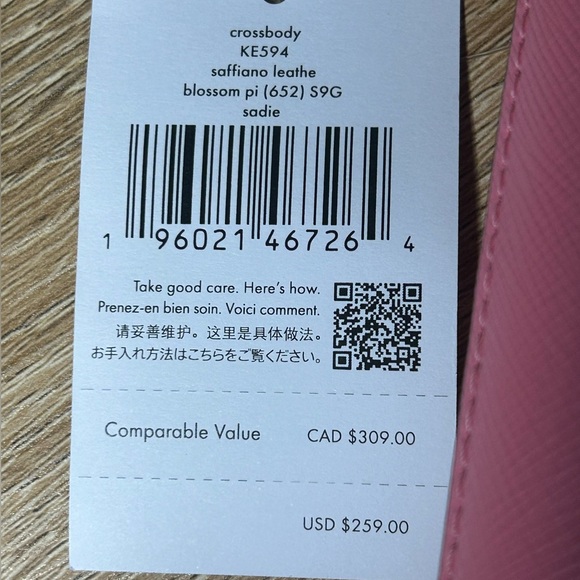 crossbody
KE594
saffiano leathe
blossom pi (652) S9G
sadie
1 96021 46726 4
Take good care. Here's how.
Prenez-en bien soin. Voici comment.
请妥善维护。这里是具体做法。
お手入れ方法はこちらをご覧ください。
Comparable Value CAD $309.00
USD $259.00